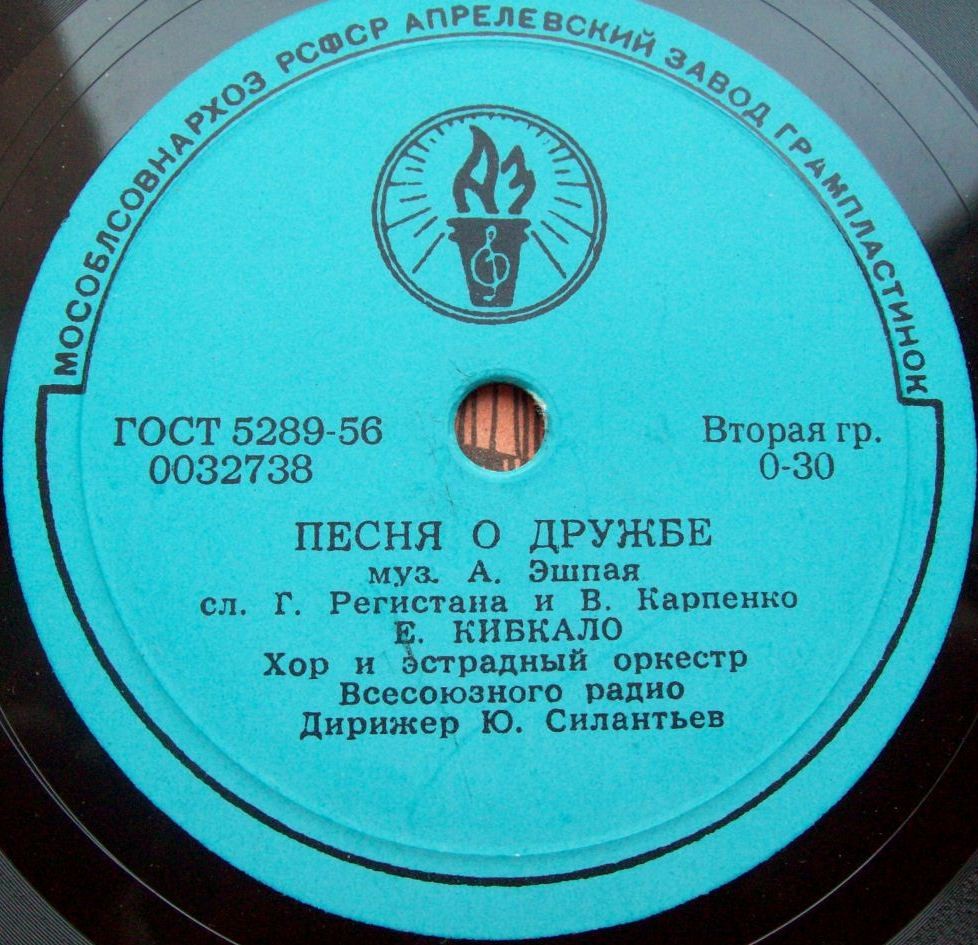 МОСОБЛСОВНАРХОЗ РСФСР АПРЕЛЕВСКИЙ ЗАВОД ГРАМПЛАСТИНОК
АЗ
ГОСТ 5289-56
0032738
Вторая гр.
0-30
ПЕСНЯ О ДРУЖБЕ
муз. А. Эшпая
сл. Г. Регистана и В. Карпенко
Е. КИБКАЛО
Хор и эстрадный оркестр
Всесоюзного радио
Дирижер Ю. Силантьев